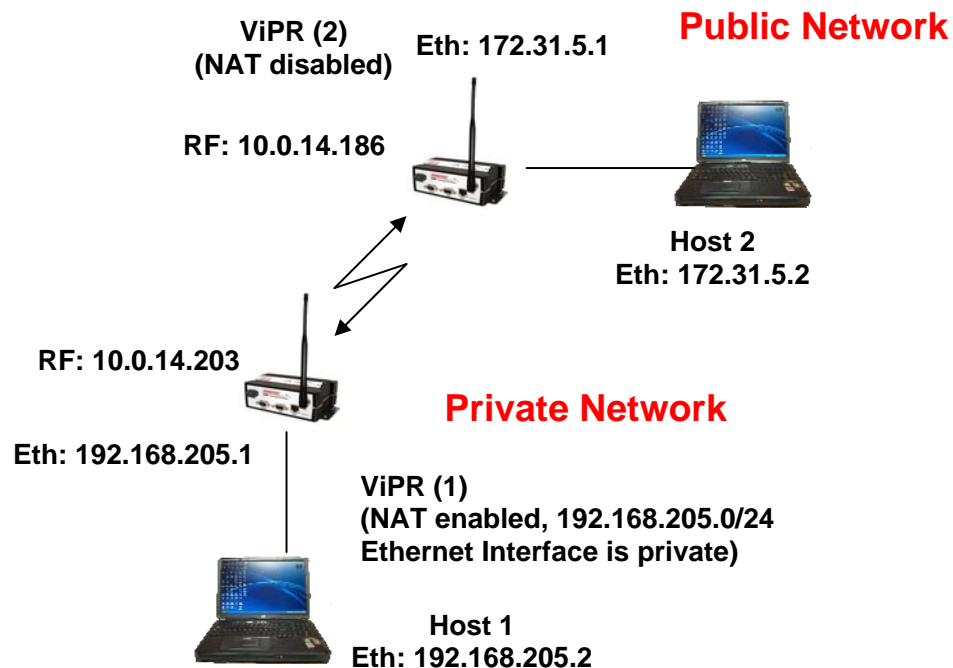 ViPR (2)
(NAT disabled)
Eth: 172.31.5.1
Public Network
RF: 10.0.14.186
Host 2
Eth: 172.31.5.2
RF: 10.0.14.203
Private Network
Eth: 192.168.205.1
ViPR (1)
(NAT enabled, 192.168.205.0/24
Ethernet Interface is private)
Host 1
Eth: 192.168.205.2